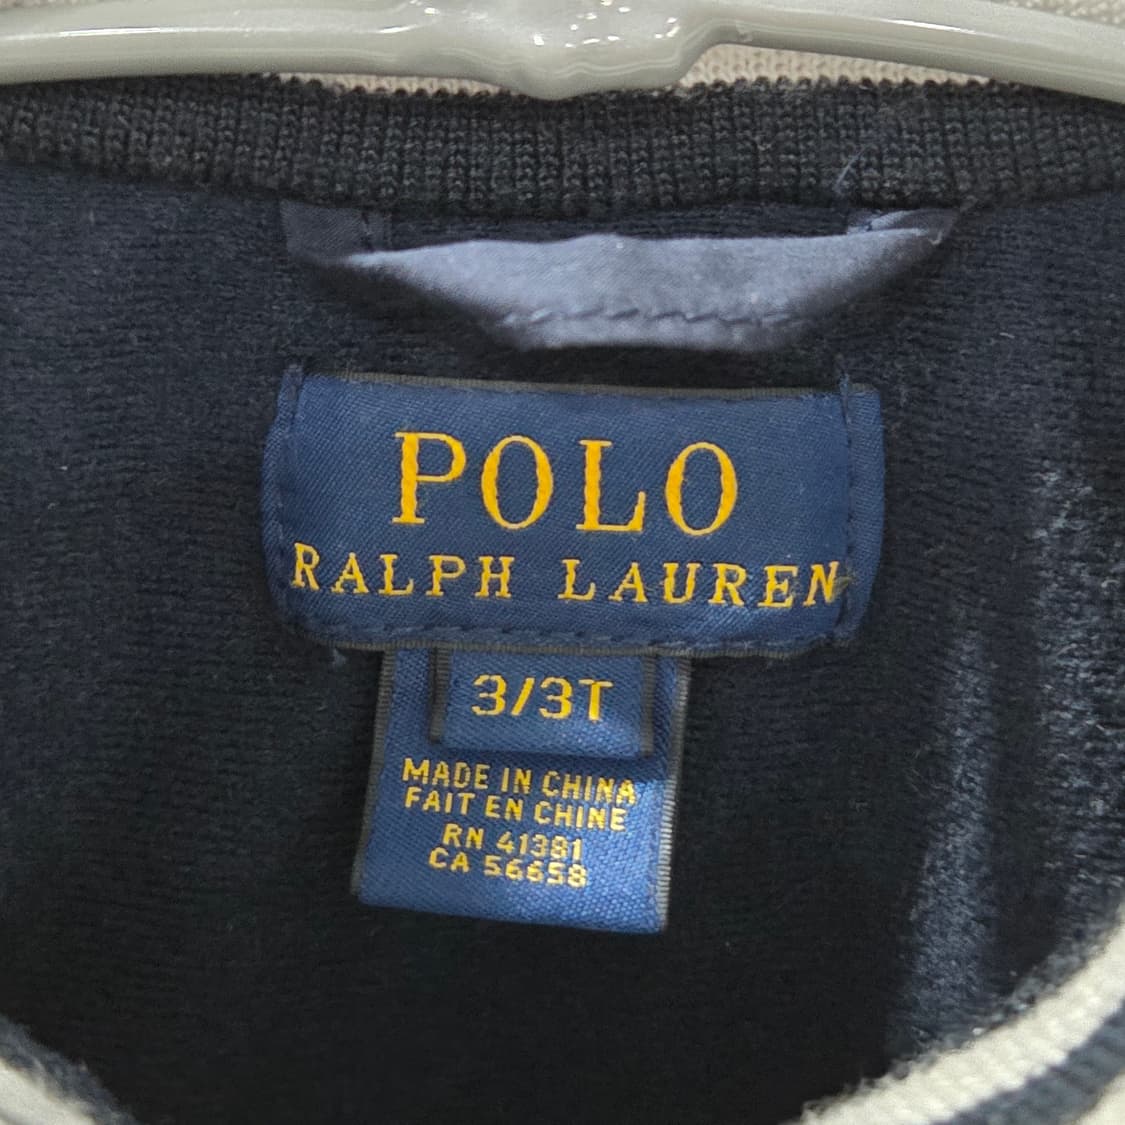 POLO
RALPH LAUREN
3/3T
MADE IN CHINA
FAIT EN CHINE
RN 41381
CA 56658